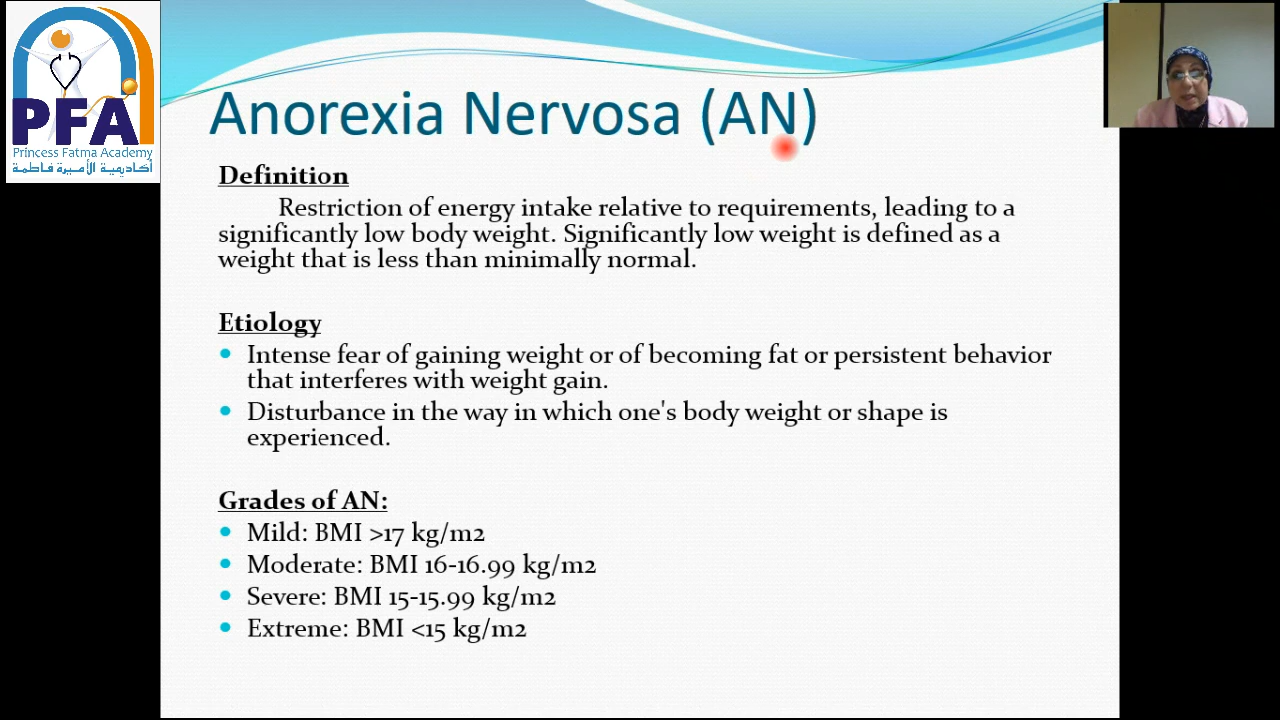 PFA
Princess Fatma Academy
أكاديمية الأميرة فاطمة
Anorexia Nervosa (AN)
Definition
Restriction of energy intake relative to requirements, leading to a
significantly low body weight. Significantly low weight is defined as a
weight that is less than minimally normal.
Etiology
• Intense fear of gaining weight or of becoming fat or persistent behavior
that interferes with weight gain.
• Disturbance in the way in which one's body weight or shape is
experienced.
Grades of AN:
• Mild: BMI >17 kg/m2
• Moderate: BMI 16-16.99 kg/m2
• Severe: BMI 15-15.99 kg/m2
• Extreme: BMI <15 kg/m2